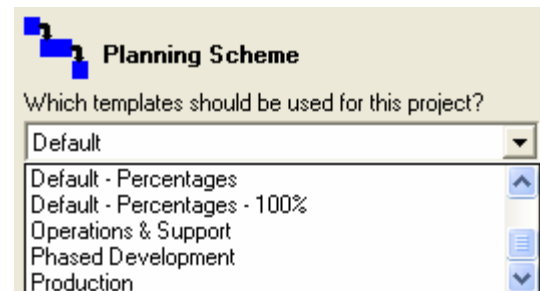 Planning Scheme
Which templates should be used for this project?
Default
Default - Percentages
Default - Percentages - 100%
Operations & Support
Phased Development
Production